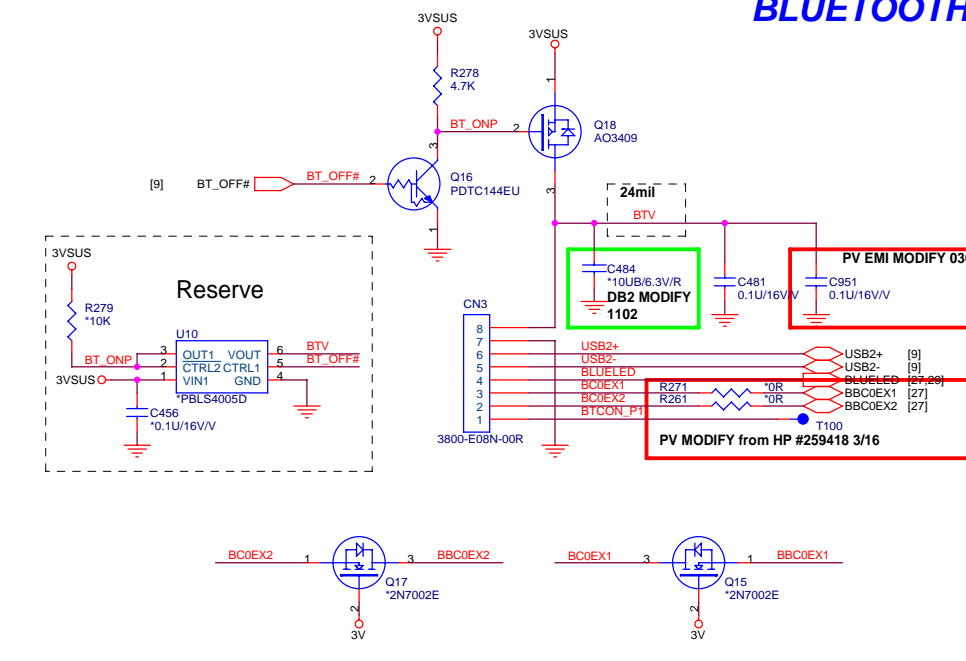 BLUETOOTH
3VSUS
3VSUS
R278
4.7K
1
BT_ONP
2
Q18
AO3409
3
3
[9]
BT_OFF#
BT_OFF#
2
Q16
PDTC144EU
1
3
24mil
BTV
3VSUS
Reserve
R279
*10K
U10
BT_ONP
3
OUT1
VOUT
6
BTV
2
CTRL2
CTRL1
5
BT_OFF#
3VSUS
1
VIN1
GND
4
*PBLS4005D
C456
*0.1U/16V/V
C484
*10UB/6.3V/R
DB2 MODIFY
1102
C481
0.1U/16V/V
PV EMI MODIFY 03
C951
0.1U/16V/V
CN3
8
7
6
USB2+
USB2+
[9]
5
USB2-
USB2-
[9]
4
BLUELED
BLUELED
[27,29]
3
BC0EX1
R271
*0R
BBC0EX1
[27]
2
BC0EX2
R261
*0R
BBC0EX2
[27]
1
BTCON_P1
T100
3800-E08N-00R
PV MODIFY from HP #259418 3/16
BC0EX2
1
3
BBC0EX2
Q17
*2N7002E
2
3V
BC0EX1
3
1
BBC0EX1
Q15
*2N7002E
2
3V